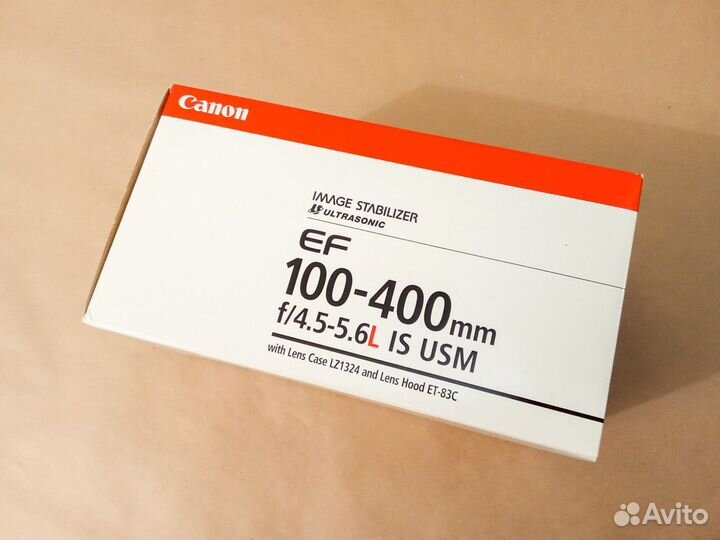 Canon
IMAGE STABILIZER
ULTRASONIC
EF
100-400mm
f/4.5-5.6L IS USM
with Lens Case LZ1324 and Lens Hood ET-83C
Avito